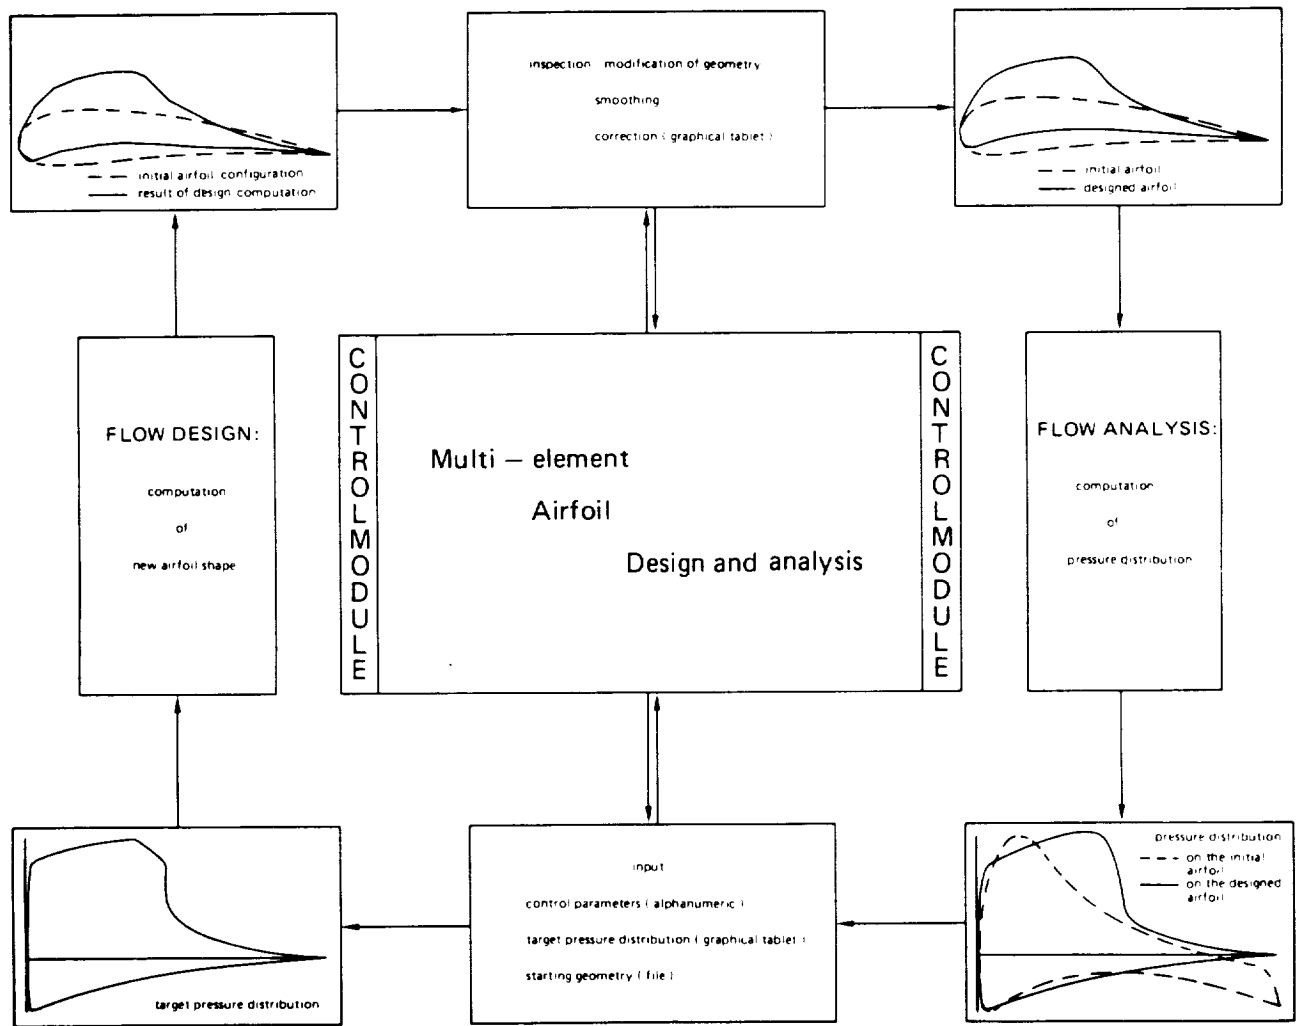 initial airfoil configuration
result of design computation
inspection modification of geometry
smoothing
correction ( graphical tablet )
initial airfoil
designed airfoil
FLOW DESIGN:
computation
of
new airfoil shape
CONTROLMODULE
Multi – element
Airfoil
Design and analysis
CONTROLMODULE
FLOW ANALYSIS:
computation
of
pressure distribution
target pressure distribution
input
control parameters ( alphanumeric )
target pressure distribution ( graphical tablet )
starting geometry ( file )
pressure distribution
on the initial
airfoil
on the designed
airfoil